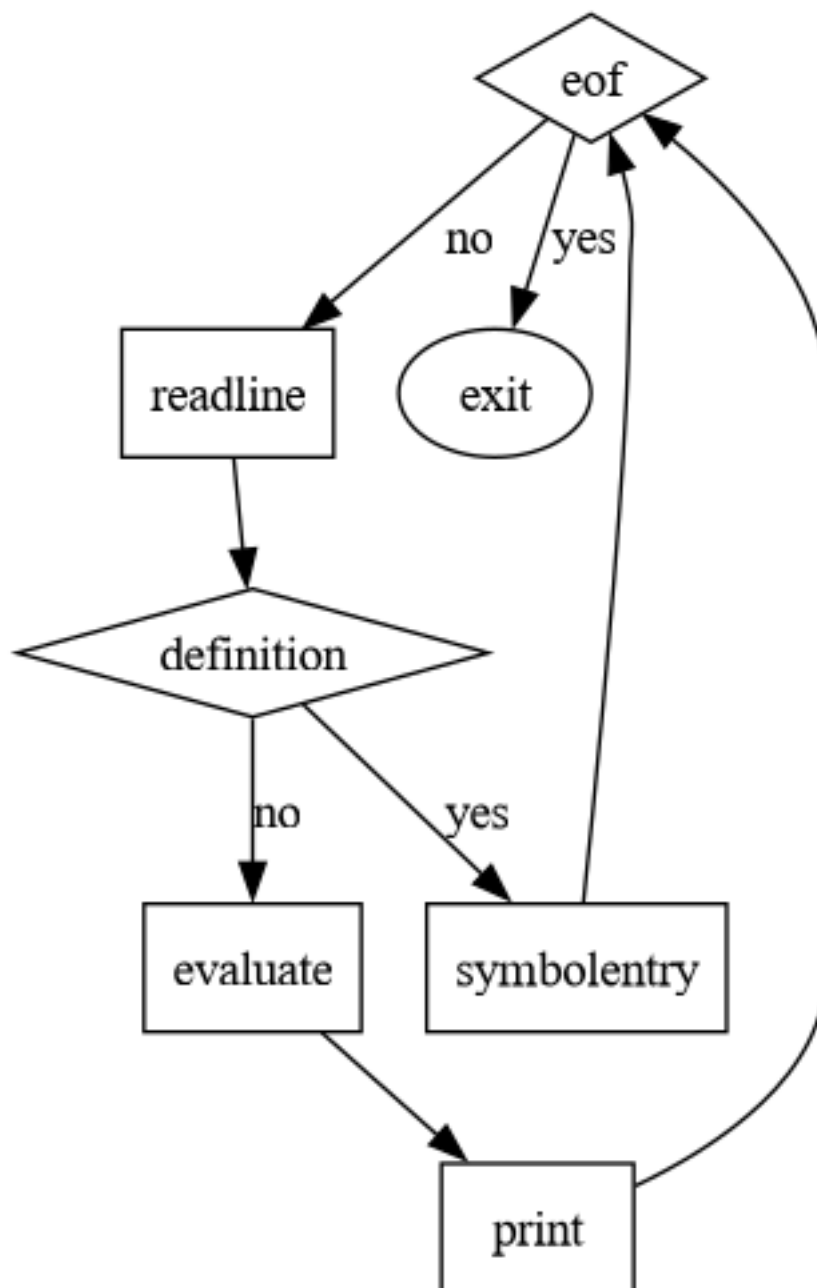 eof
no
yes
readline
exit
definition
no
yes
evaluate
symbolentry
print